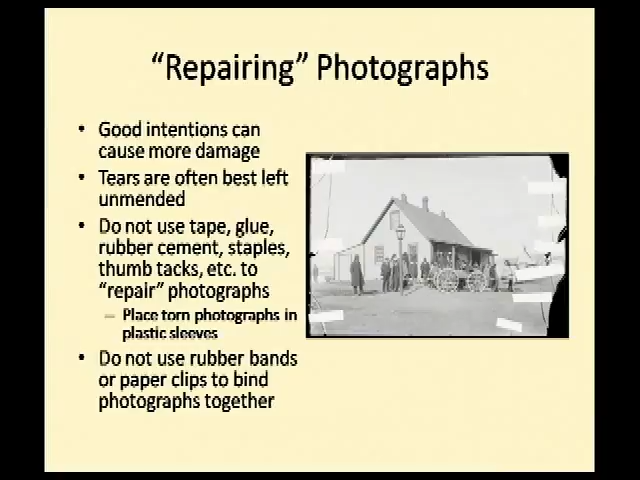 “Repairing” Photographs
• Good intentions can
cause more damage
• Tears are often best left
unmended
• Do not use tape, glue,
rubber cement, staples,
thumb tacks, etc. to
“repair” photographs
– Place torn photographs in
plastic sleeves
• Do not use rubber bands
or paper clips to bind
photographs together